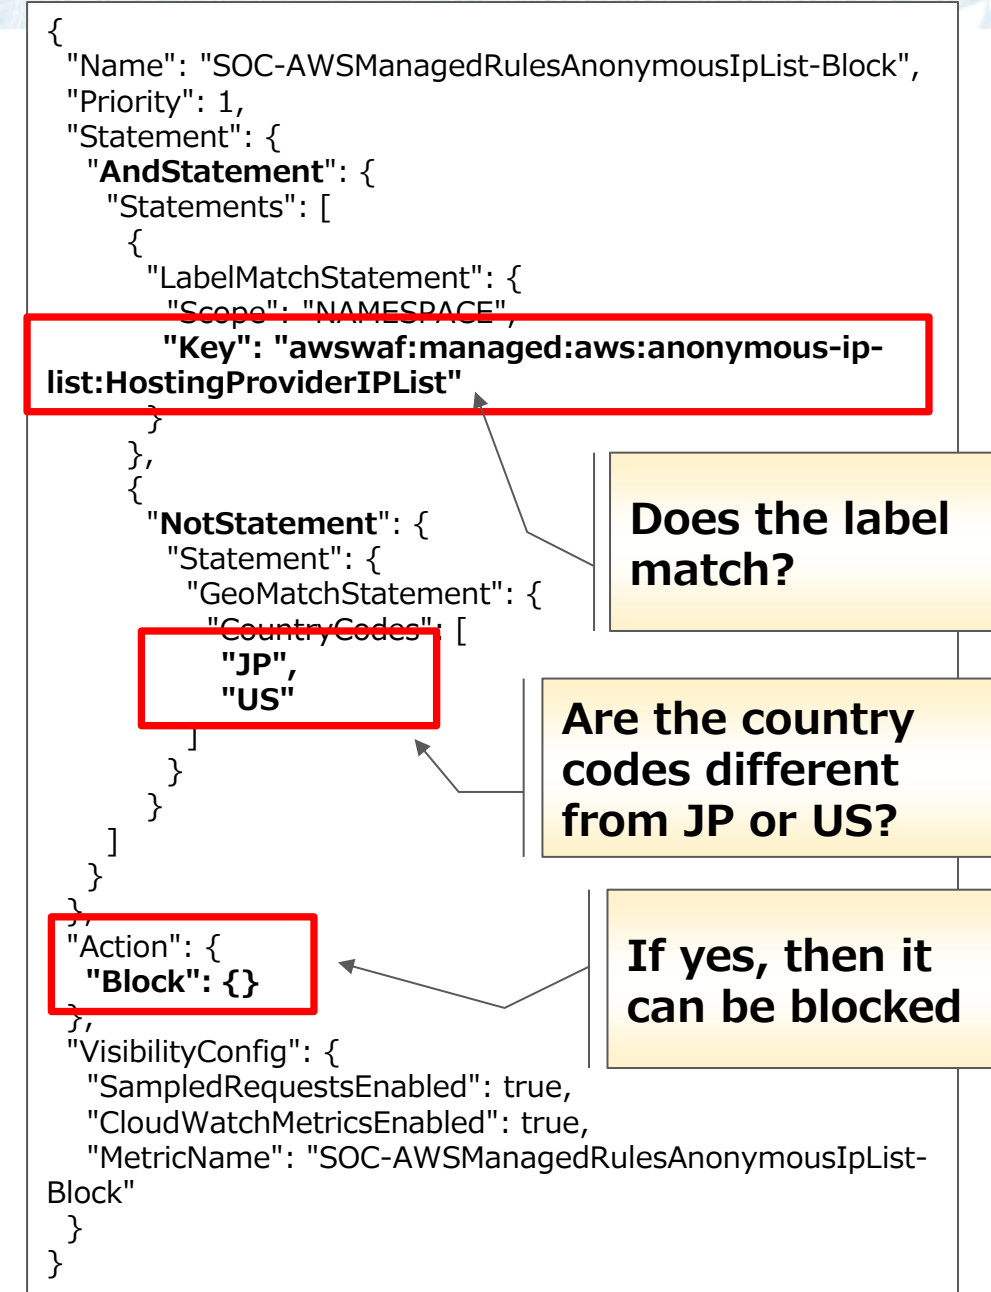 {
"Name": "SOC-AWSManagedRulesAnonymousIpList-Block",
"Priority": 1,
"Statement": {
"AndStatement": {
"Statements": [
{
"LabelMatchStatement": {
"Scope": "NAMESPACE",
"Key": "awswaf:managed:aws:anonymous-ip-
list:HostingProviderIPList"
}
},
{
"NotStatement": {
"Statement": {
"GeoMatchStatement": {
"CountryCodes": [
"JP",
"US"
]
}
}
]
}
},
"Action": {
"Block": {}
},
"VisibilityConfig": {
"SampledRequestsEnabled": true,
"CloudWatchMetricsEnabled": true,
"MetricName": "SOC-AWSManagedRulesAnonymousIpList-
Block"
}
}
Does the label
match?
Are the country
codes different
from JP or US?
If yes, then it
can be blocked